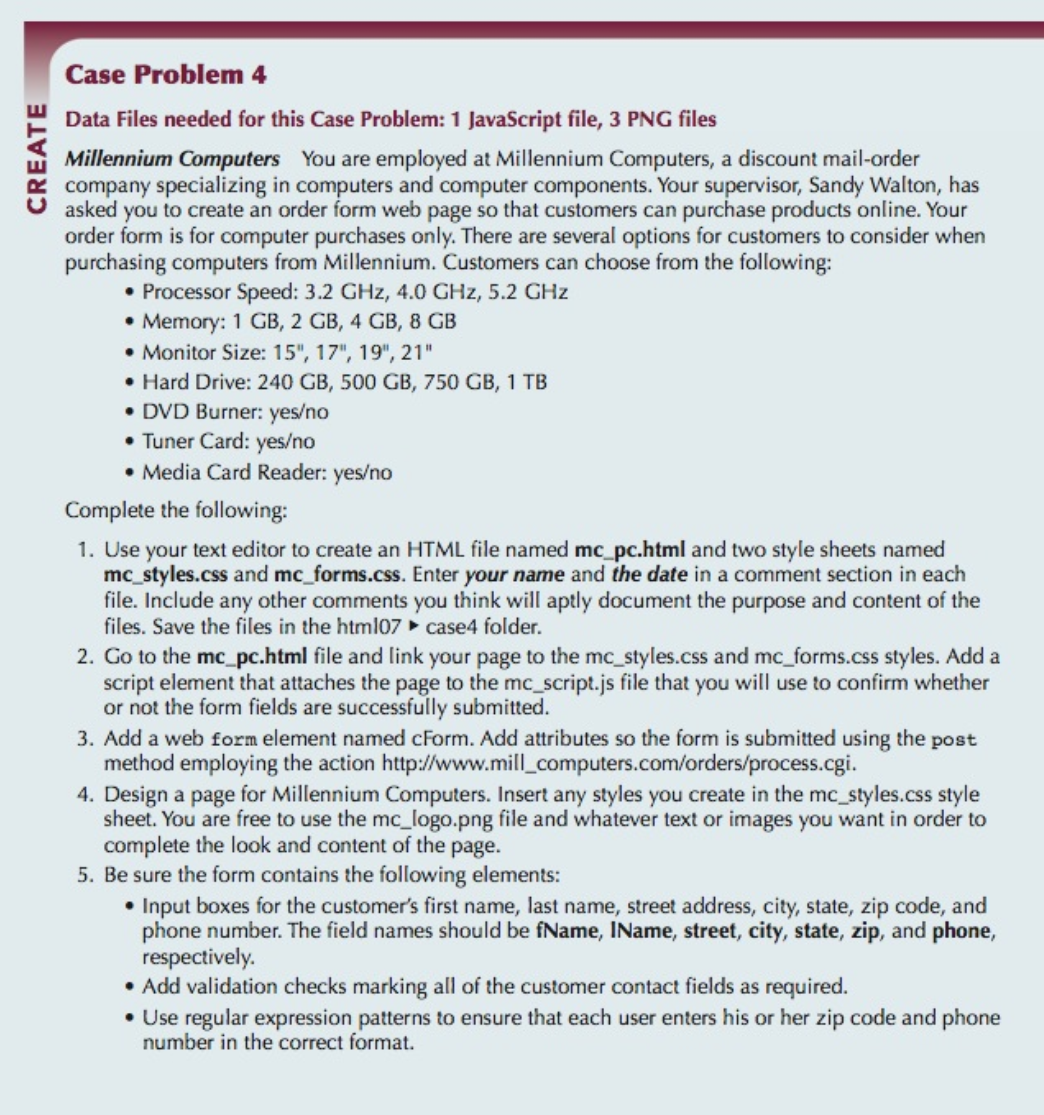 Case Problem 4
CREATE
Data Files needed for this Case Problem: 1 JavaScript file, 3 PNG files
Millennium Computers You are employed at Millennium Computers, a discount mail-order
company specializing in computers and computer components. Your supervisor, Sandy Walton, has
asked you to create an order form web page so that customers can purchase products online. Your
order form is for computer purchases only. There are several options for customers to consider when
purchasing computers from Millennium. Customers can choose from the following:
• Processor Speed: 3.2 GHz, 4.0 GHz, 5.2 GHz
• Memory: 1 GB, 2 GB, 4 GB, 8 GB
• Monitor Size: 15", 17", 19", 21"
• Hard Drive: 240 GB, 500 GB, 750 GB, 1 TB
• DVD Burner: yes/no
• Tuner Card: yes/no
• Media Card Reader: yes/no
Complete the following:
1. Use your text editor to create an HTML file named mc_pc.html and two style sheets named
mc_styles.css and mc_forms.css. Enter your name and the date in a comment section in each
file. Include any other comments you think will aptly document the purpose and content of the
files. Save the files in the html07 ▶ case4 folder.
2. Go to the mc_pc.html file and link your page to the mc_styles.css and mc_forms.css styles. Add a
script element that attaches the page to the mc_script.js file that you will use to confirm whether
or not the form fields are successfully submitted.
3. Add a web form element named cForm. Add attributes so the form is submitted using the post
method employing the action http://www.mill_computers.com/orders/process.cgi.
4. Design a page for Millennium Computers. Insert any styles you create in the mc_styles.css style
sheet. You are free to use the mc_logo.png file and whatever text or images you want in order to
complete the look and content of the page.
5. Be sure the form contains the following elements:
• Input boxes for the customer's first name, last name, street address, city, state, zip code, and
phone number. The field names should be fName, lName, street, city, state, zip, and phone,
respectively.
• Add validation checks marking all of the customer contact fields as required.
• Use regular expression patterns to ensure that each user enters his or her zip code and phone
number in the correct format.